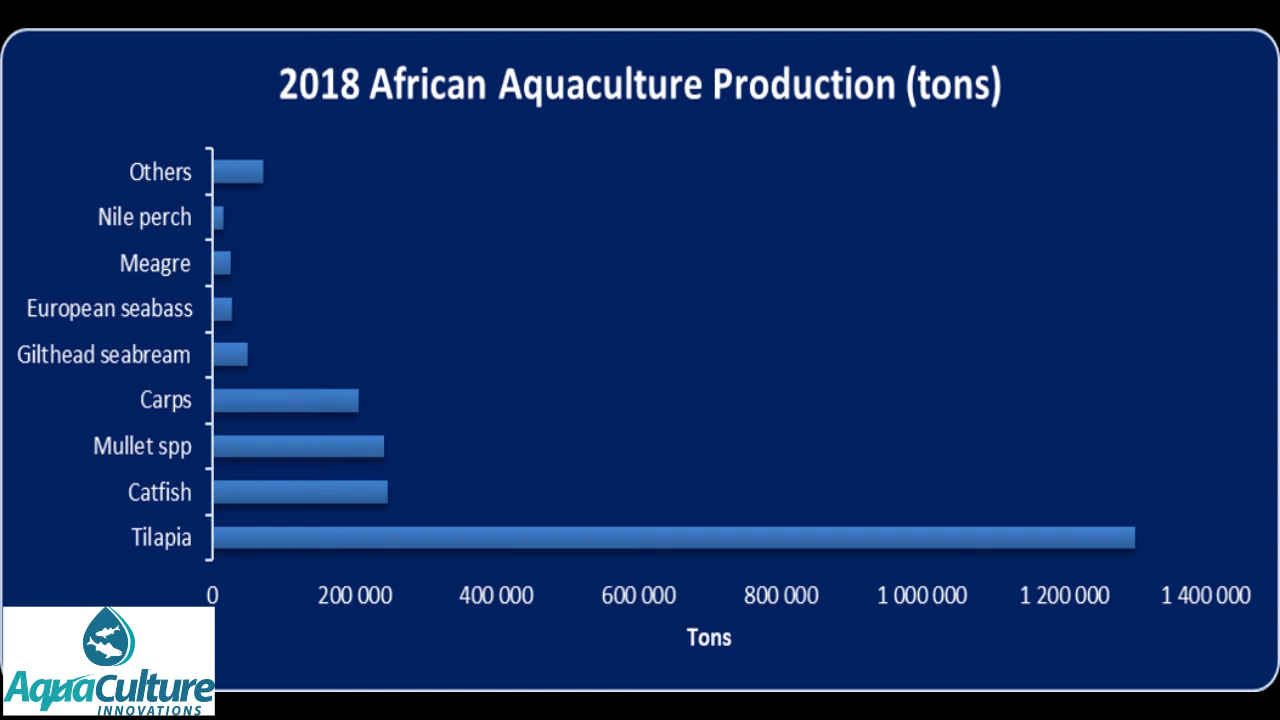 2018 African Aquaculture Production (tons)
Others
Nile perch
Meagre
European seabass
Gilthead seabream
Carps
Mullet spp
Catfish
Tilapia
0 200 000 400 000 600 000 800 000 1 000 000 1 200 000 1 400 000
Tons
AquaCulture
INNOVATIONS